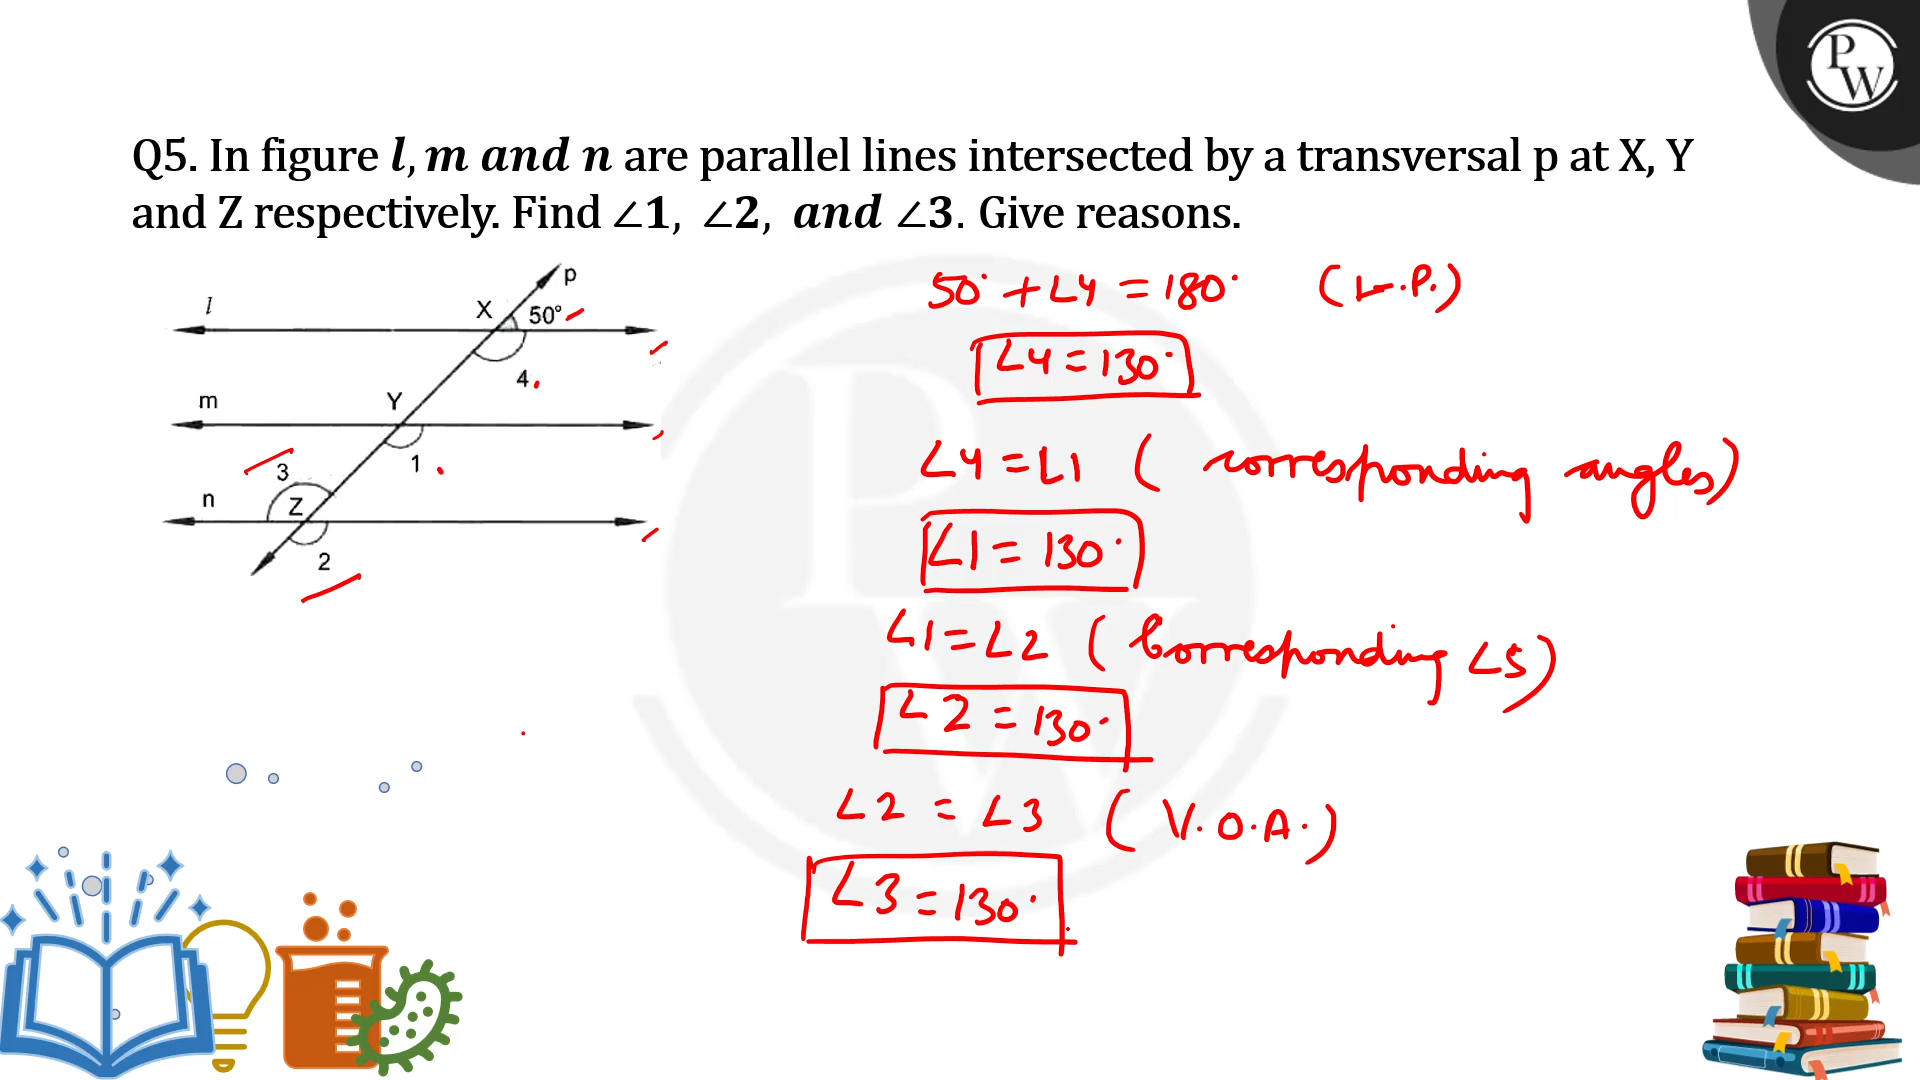 PW
Q5. In figure l, m and n are parallel lines intersected by a transversal p at X, Y
and Z respectively. Find ∠1, ∠2, and ∠3. Give reasons.
p
l
X
50°
4
m
Y
3
1
n
Z
2
50° + ∠4 = 180° (L.P.)
∠4 = 130°
∠4 = ∠1 (corresponding angles)
∠1 = 130°
∠1 = ∠2 (Corresponding ∠s)
∠2 = 130°
∠2 = ∠3 (V.O.A.)
∠3 = 130°
PW